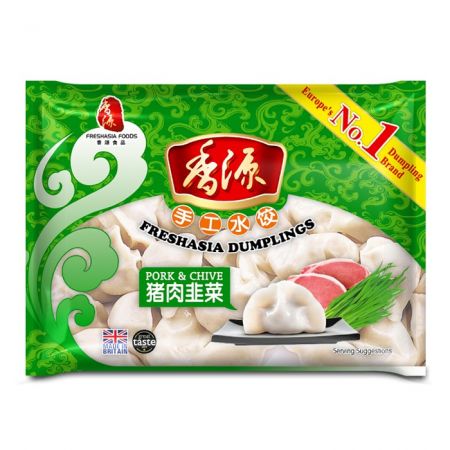 香源
FRESHASIA FOODS
香源食品
Europe's
No.1
Dumpling
Brand
香源
手工水饺
FRESHASIA DUMPLINGS
PORK & CHIVE
猪肉韭菜
MADE IN
BRITAIN
great
taste
Serving Suggestions